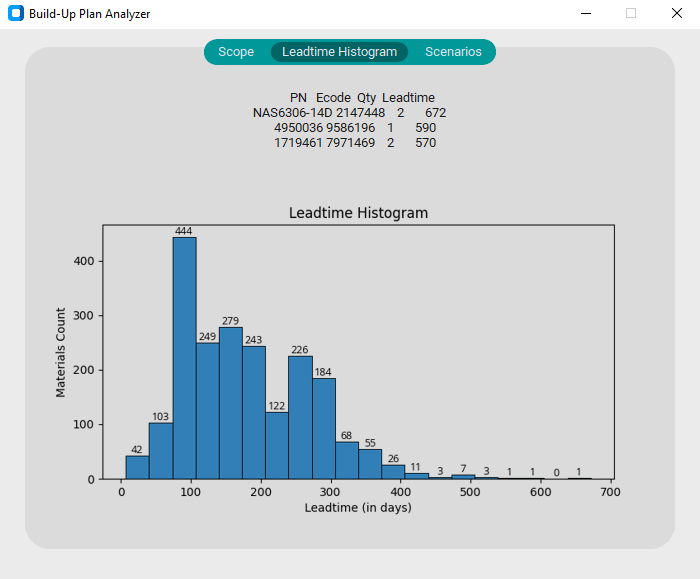 Build-Up Plan Analyzer
Scope Leadtime Histogram Scenarios
PN Ecode Qty Leadtime
NAS6306-14D 2147448 2 672
4950036 9586196 1 590
1719461 7971469 2 570
Leadtime Histogram
444
400
300
279
249
243
226
200
184
122
103
100
68
55
42
26
11
3
7
3
1
1
0
1
0
Materials Count
0 100 200 300 400 500 600 700
Leadtime (in days)